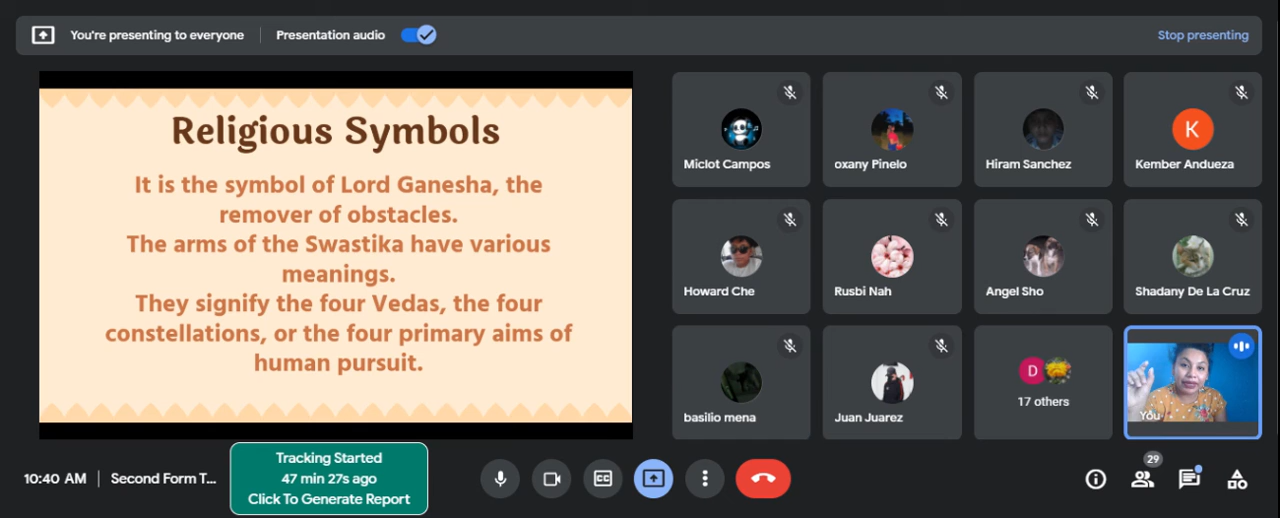 You're presenting to everyone
Presentation audio
Stop presenting
Religious Symbols
It is the symbol of Lord Ganesha, the
remover of obstacles.
The arms of the Swastika have various
meanings.
They signify the four Vedas, the four
constellations, or the four primary aims of
human pursuit.
Miclot Campos
oxany Pinelo
Hiram Sanchez
K
Kember Andueza
Howard Che
Rusbi Nah
Angel Sho
Shadany De La Cruz
basilio mena
Juan Juarez
D
17 others
You
10:40 AM
Second Form T...
Tracking Started
47 min 27s ago
Click To Generate Report
CC
29